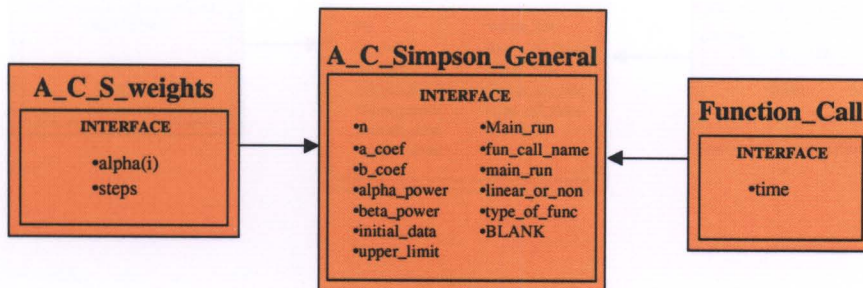 A_C_S_weights
INTERFACE
•alpha(i)
•steps
A_C_Simpson_General
INTERFACE
•n
•a_coef
•b_coef
•alpha_power
•beta_power
•initial_data
•upper_limit
•Main_run
•fun_call_name
•main_run
•linear_or_non
•type_of_func
•BLANK
Function_Call
INTERFACE
•time